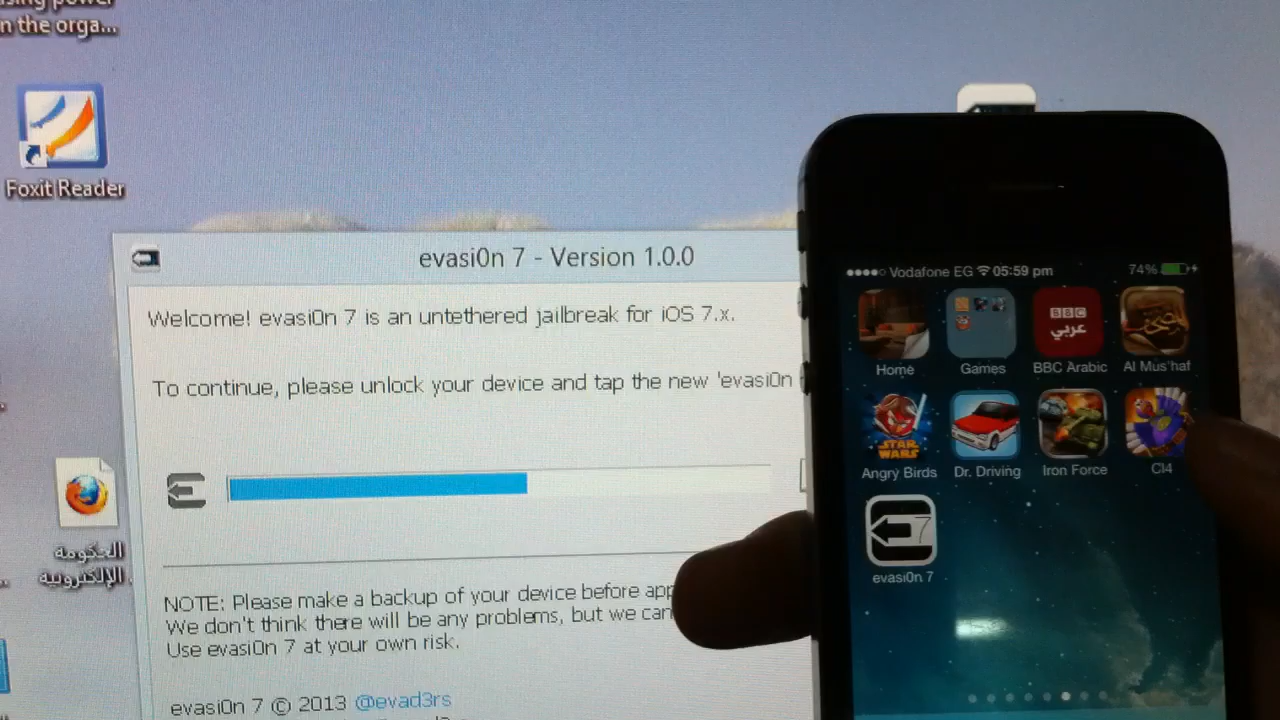 n the orga...
Foxit Reader
evasi0n 7 - Version 1.0.0
Welcome! evasi0n 7 is an untethered jailbreak for iOS 7.x.
To continue, please unlock your device and tap the new 'evasi0n
NOTE: Please make a backup of your device before app
We don't think there will be any problems, but we can
Use evasi0n 7 at your own risk.
evasi0n 7 © 2013 @evad3rs
الحكومة
الإلكترونية
Vodafone EG 05:59 pm 74%
BBC
عربي
Home Games BBC Arabic Al Mus'haf
STAR
WARS
Angry Birds Dr. Driving Iron Force CI4
7
evasi0n 7